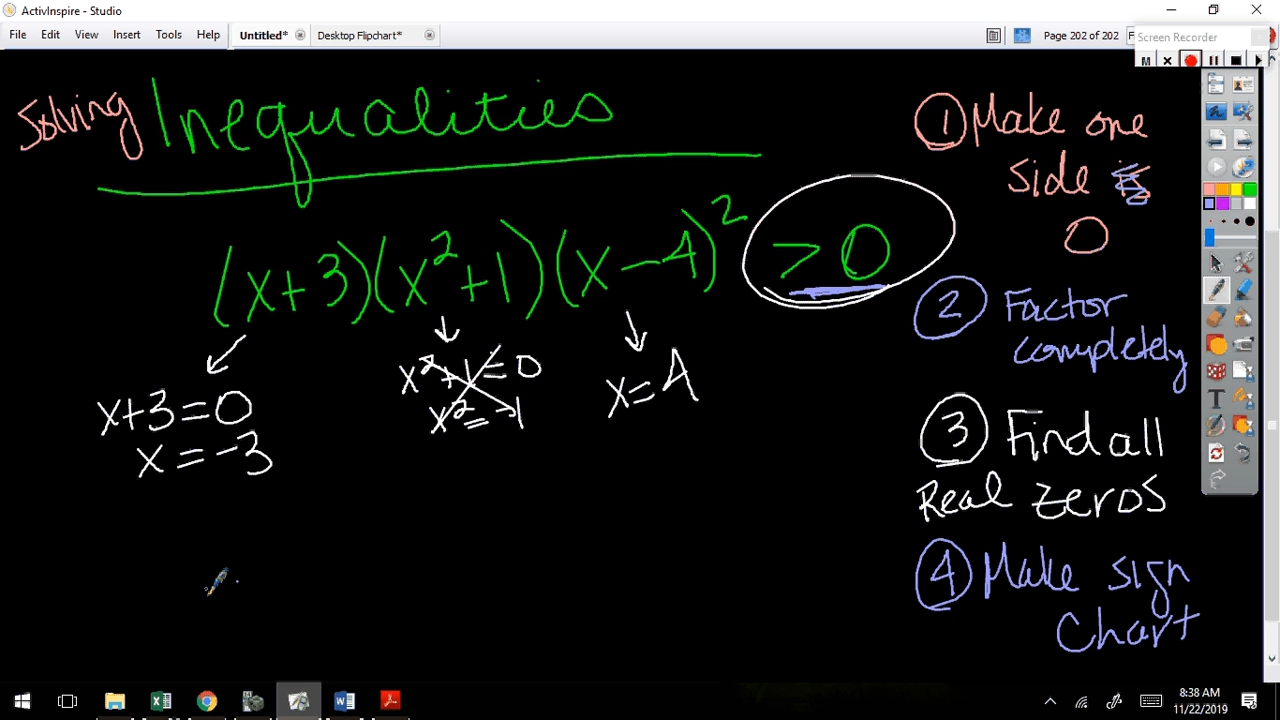 ActivInspire - Studio
File Edit View Insert Tools Help Untitled* Desktop Flipchart* Page 202 of 202
Screen Recorder
Solving Inequalities
(x+3)(x²+1)(x-4)² > 0
x+3=0
x=-3
x²+1=0
x²=-1
x=4
① Make one
side
0
② Factor
completely
③ Find all
Real zeros
④ Make sign
Chart
8:38 AM
11/22/2019